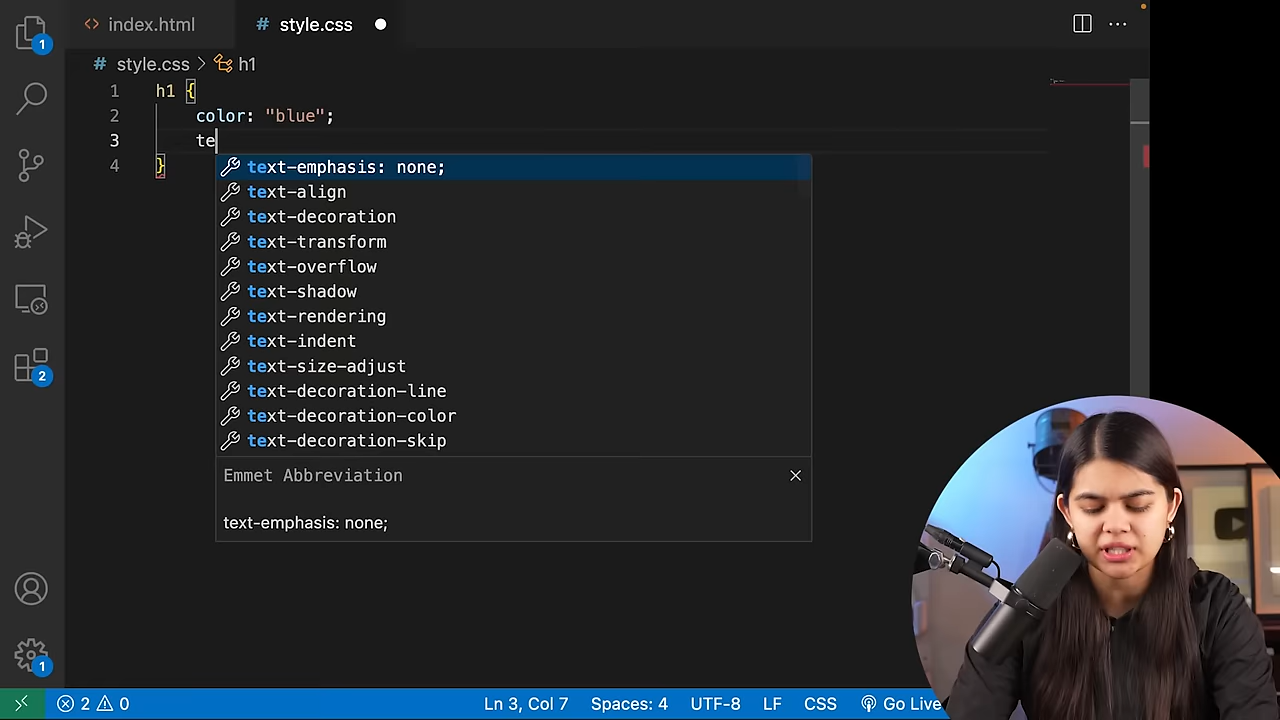 index.html
# style.css
# style.css > h1
1 h1 {
2 color: "blue";
3 te
4 }
text-emphasis: none;
text-align
text-decoration
text-transform
text-overflow
text-shadow
text-rendering
text-indent
text-size-adjust
text-decoration-line
text-decoration-color
text-decoration-skip
Emmet Abbreviation
text-emphasis: none;
1
2
1
2 0 Ln 3, Col 7 Spaces: 4 UTF-8 LF CSS Go Live